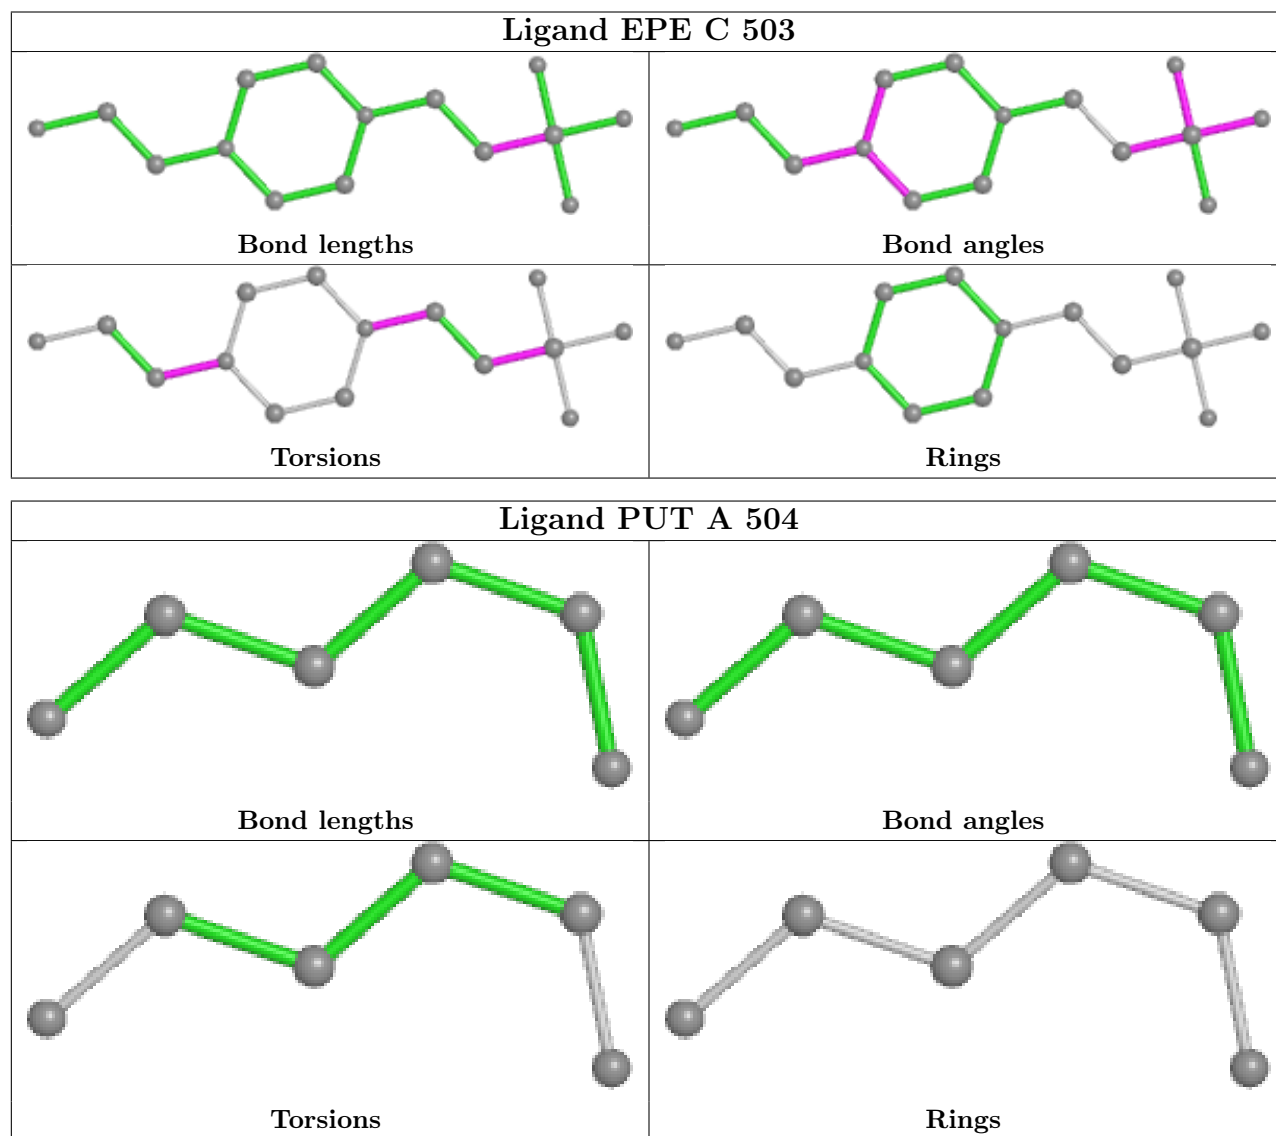 Ligand EPE C 503
Bond lengths
Bond angles
Torsions
Rings
Ligand PUT A 504
Bond lengths
Bond angles
Torsions
Rings